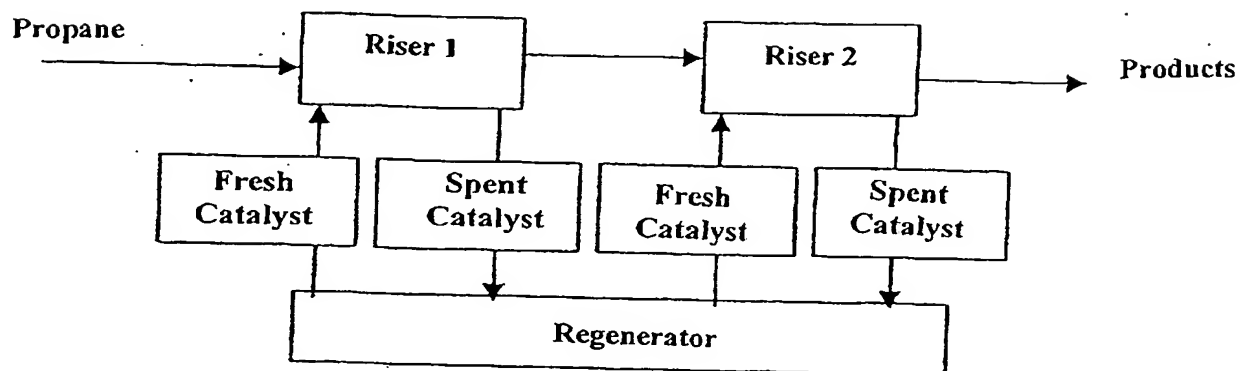 Propane
Riser 1
Riser 2
Products
Fresh
Catalyst
Spent
Catalyst
Fresh
Catalyst
Spent
Catalyst
Regenerator